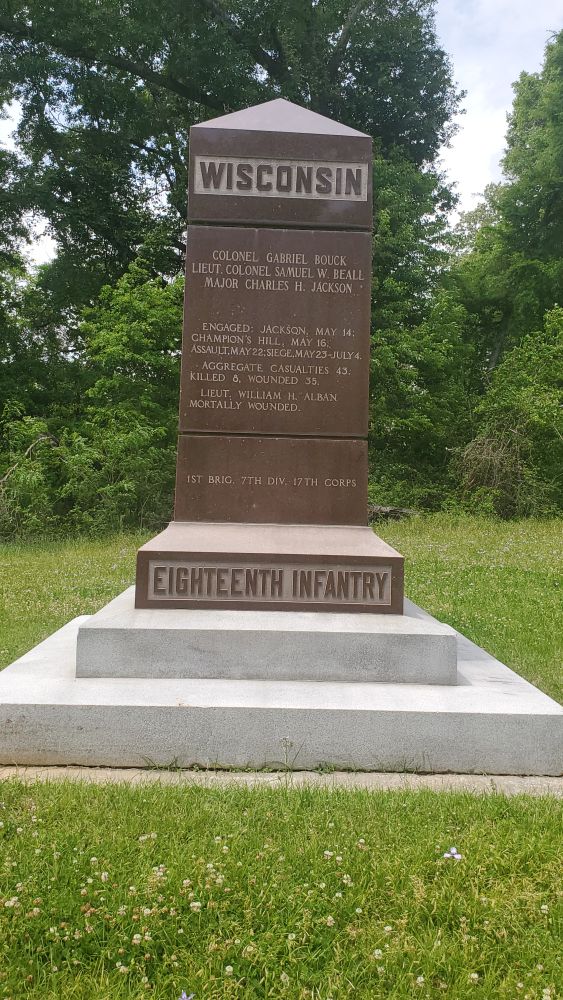 WISCONSIN
COLONEL GABRIEL BOUCK
LIEUT. COLONEL SAMUEL W. BEALL
MAJOR CHARLES H. JACKSON
ENGAGED: JACKSON, MAY 14;
CHAMPION'S HILL, MAY 16;
ASSAULT, MAY 22; SIEGE, MAY 23-JULY 4.
AGGREGATE CASUALTIES 43;
KILLED 8, WOUNDED 35.
LIEUT. WILLIAM H. ALBAN
MORTALLY WOUNDED.
1ST BRIG. 7TH DIV. 17TH CORPS
EIGHTEENTH INFANTRY